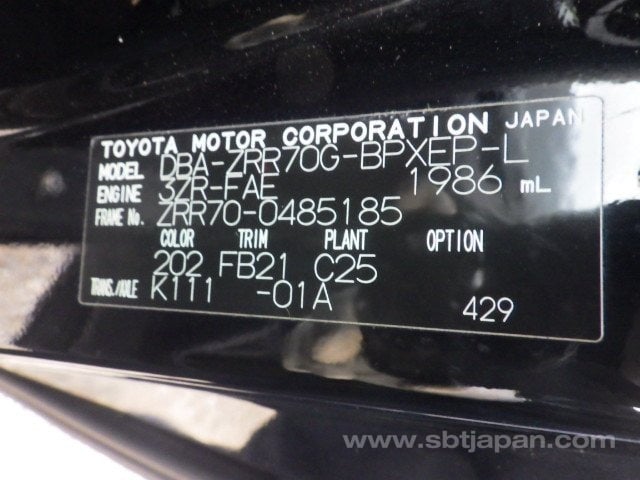 TOYOTA MOTOR CORPORATION JAPAN
MODEL DBA-ZRR70G-BPXEP-L
ENGINE 3ZR-FAE 1986 mL
FRAME No. ZRR70-0485185
COLOR TRIM PLANT OPTION
202 FB21 C25
TRANS./AXLE K111 -01A
429
www.sbtjapan.com